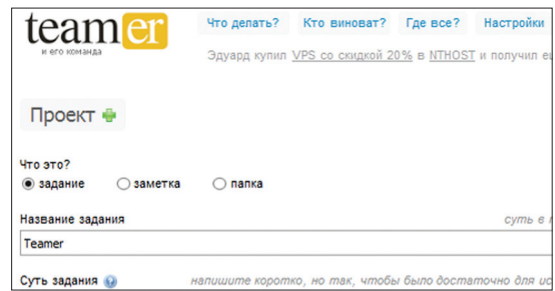 teamer
и его команда
Что делать? Кто виноват? Где все? Настройки
Эдуард купил VPS со скидкой 20% в NTHOST и получил
Проект
Что это?
задание заметка папка
Название задания суть в
Teamer
Суть задания напишите коротко, но так, чтобы было достаточно для